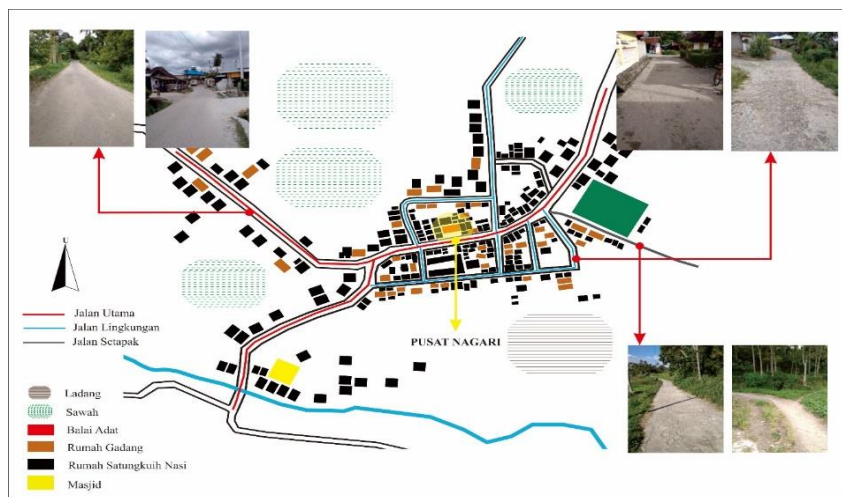 U
Jalan Utama
Jalan Lingkungan
Jalan Setapak
PUSAT NAGARI
Ladang
Sawah
Balai Adat
Rumah Gadang
Rumah Satungkuih Nasi
Masjid